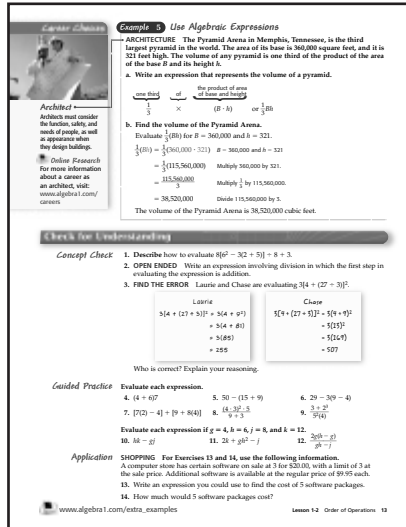 Career Choices
Architect
Architects must consider
the function, safety, and
needs of people, as well
as appearance when
they design buildings.
Online Research
For more information
about a career as
an architect, visit:
www.algebra1.com/
careers
Example 5 Use Algebraic Expressions
ARCHITECTURE The Pyramid Arena in Memphis, Tennessee, is the third
largest pyramid in the world. The area of its base is 360,000 square feet, and it is
321 feet high. The volume of any pyramid is one third of the product of the area
of the base B and its height h.
a. Write an expression that represents the volume of a pyramid.
the product of area
one third of of base and height
1/3 × (B · h) or 1/3 Bh
b. Find the volume of the Pyramid Arena.
Evaluate 1/3(Bh) for B = 360,000 and h = 321.
1/3(Bh) = 1/3(360,000 · 321) B = 360,000 and h = 321
= 1/3(115,560,000) Multiply 360,000 by 321.
= 115,560,000/3 Multiply 1/3 by 115,560,000.
= 38,520,000 Divide 115,560,000 by 3.
The volume of the Pyramid Arena is 38,520,000 cubic feet.
Check for Understanding
Concept Check 1. Describe how to evaluate 8[6² − 3(2 + 5)] ÷ 8 + 3.
2. OPEN ENDED Write an expression involving division in which the first step in
evaluating the expression is addition.
3. FIND THE ERROR Laurie and Chase are evaluating 3[4 + (27 ÷ 3)]².
Laurie
3[4 + (27 ÷ 3)]² = 3(4 + 9²)
= 3(4 + 81)
= 3(85)
= 255
Chase
3[4 + (27 ÷ 3)]² = 3(4 + 9)²
= 3(13)²
= 3(169)
= 507
Who is correct? Explain your reasoning.
Guided Practice Evaluate each expression.
4. (4 + 6)7 5. 50 − (15 + 9) 6. 29 − 3(9 − 4)
7. [7(2) − 4] + [9 + 8(4)] 8. (4 · 3)² · 5/(9 + 3) 9. (3 + 2³)/(5²(4))
Evaluate each expression if g = 4, h = 6, j = 8, and k = 12.
10. hk − gj 11. 2k + gh² − j 12. 2g(h − g)/(gh − j)
Application SHOPPING For Exercises 13 and 14, use the following information.
A computer store has certain software on sale at 3 for $20.00, with a limit of 3 at
the sale price. Additional software is available at the regular price of $9.95 each.
13. Write an expression you could use to find the cost of 5 software packages.
14. How much would 5 software packages cost?
www.algebra1.com/extra_examples
Lesson 1-2 Order of Operations 13